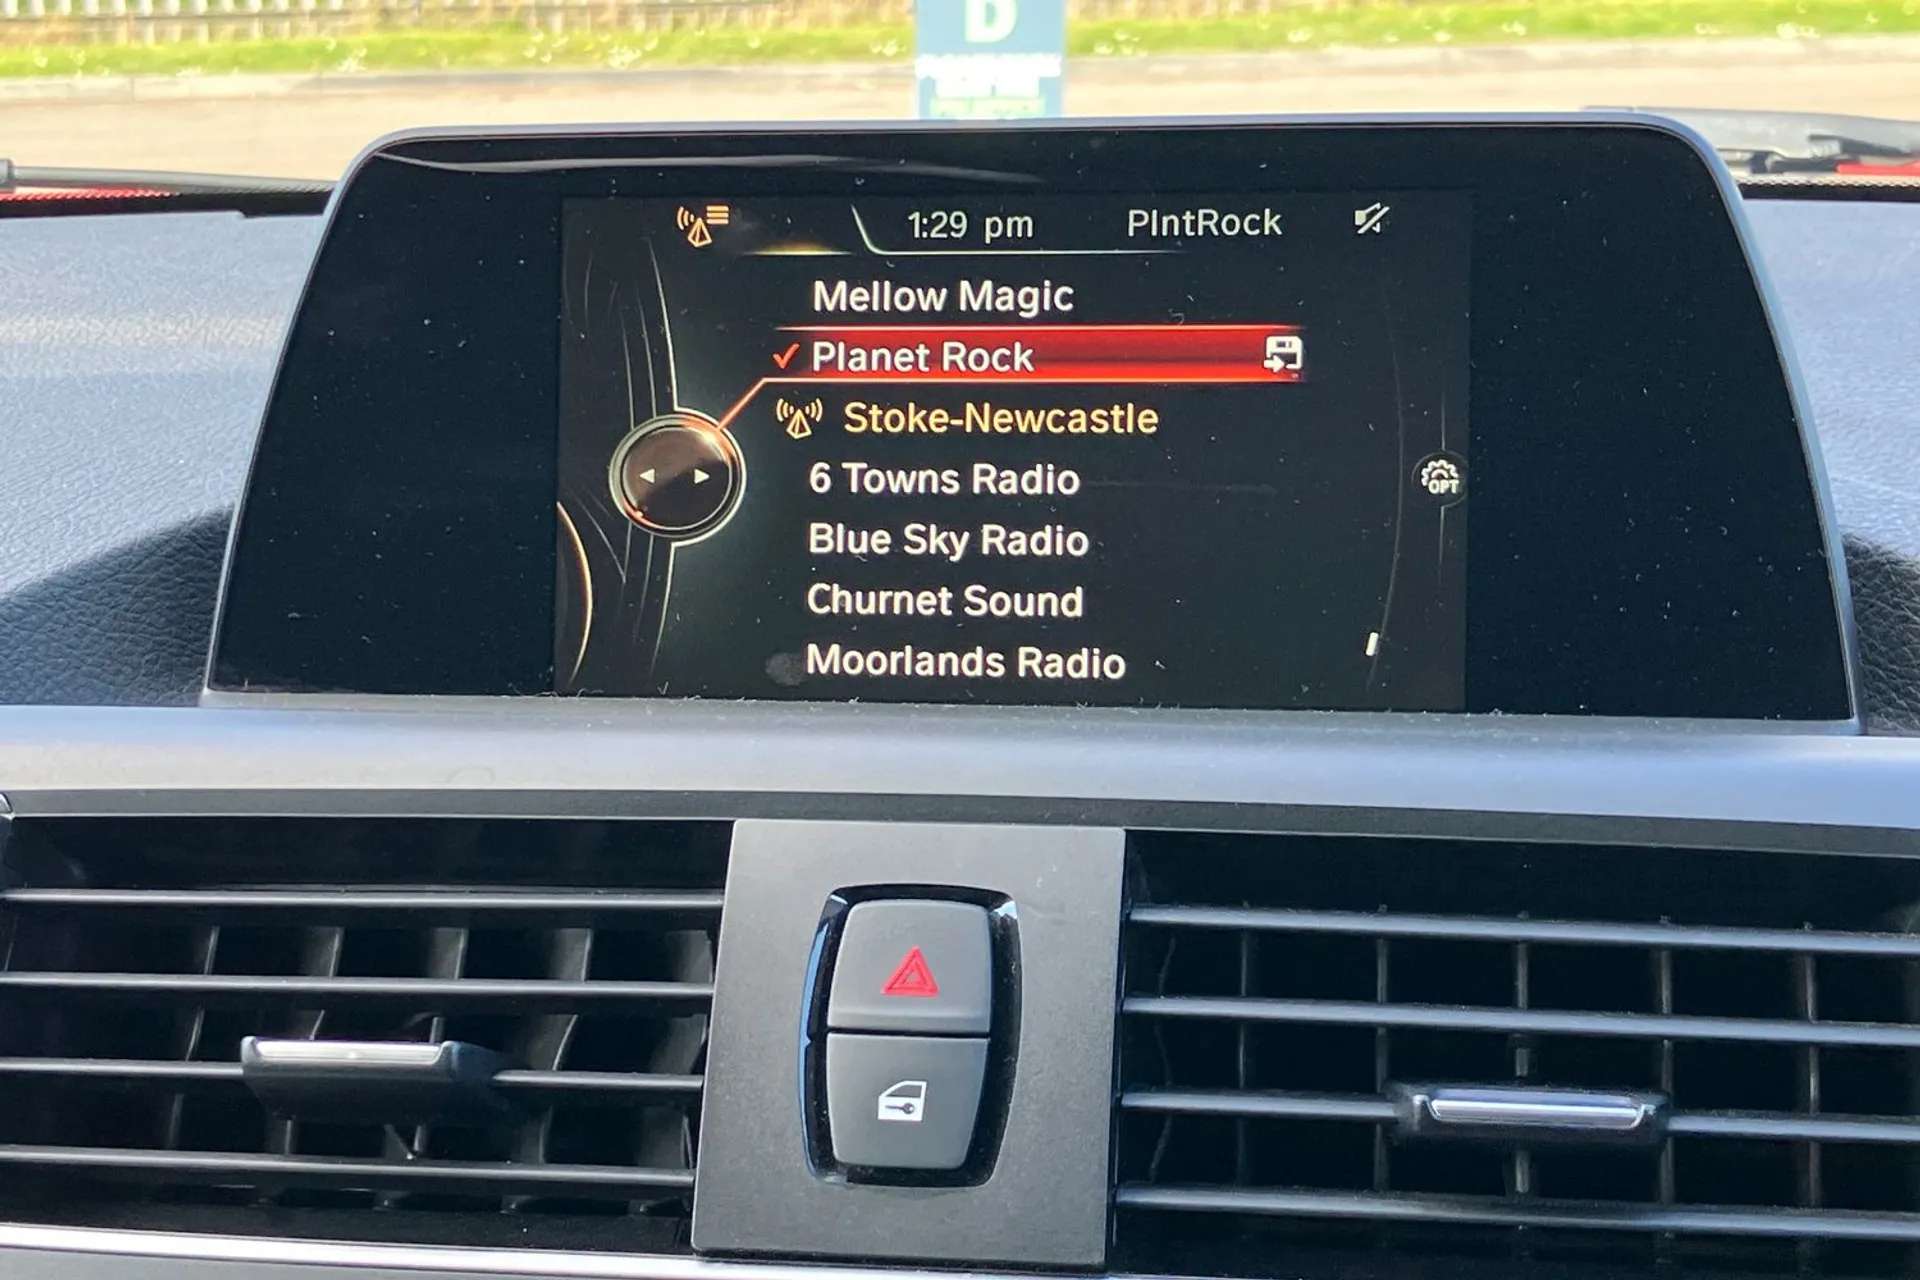 D
1:29 pm PlntRock
Mellow Magic
Planet Rock
Stoke-Newcastle
6 Towns Radio
OPT
Blue Sky Radio
Churnet Sound
Moorlands Radio